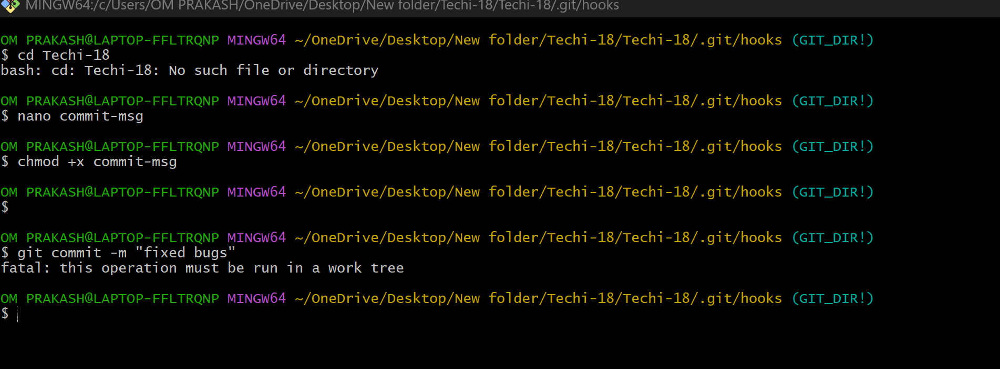 MINGW64:/c/Users/OM PRAKASH/OneDrive/Desktop/New folder/Techi-18/Techi-18/.git/hooks
OM PRAKASH@LAPTOP-FFLTRQNP MINGW64 ~/OneDrive/Desktop/New folder/Techi-18/Techi-18/.git/hooks (GIT_DIR!)
$ cd Techi-18
bash: cd: Techi-18: No such file or directory
OM PRAKASH@LAPTOP-FFLTRQNP MINGW64 ~/OneDrive/Desktop/New folder/Techi-18/Techi-18/.git/hooks (GIT_DIR!)
$ nano commit-msg
OM PRAKASH@LAPTOP-FFLTRQNP MINGW64 ~/OneDrive/Desktop/New folder/Techi-18/Techi-18/.git/hooks (GIT_DIR!)
$ chmod +x commit-msg
OM PRAKASH@LAPTOP-FFLTRQNP MINGW64 ~/OneDrive/Desktop/New folder/Techi-18/Techi-18/.git/hooks (GIT_DIR!)
$
OM PRAKASH@LAPTOP-FFLTRQNP MINGW64 ~/OneDrive/Desktop/New folder/Techi-18/Techi-18/.git/hooks (GIT_DIR!)
$ git commit -m "fixed bugs"
fatal: this operation must be run in a work tree
OM PRAKASH@LAPTOP-FFLTRQNP MINGW64 ~/OneDrive/Desktop/New folder/Techi-18/Techi-18/.git/hooks (GIT_DIR!)
$